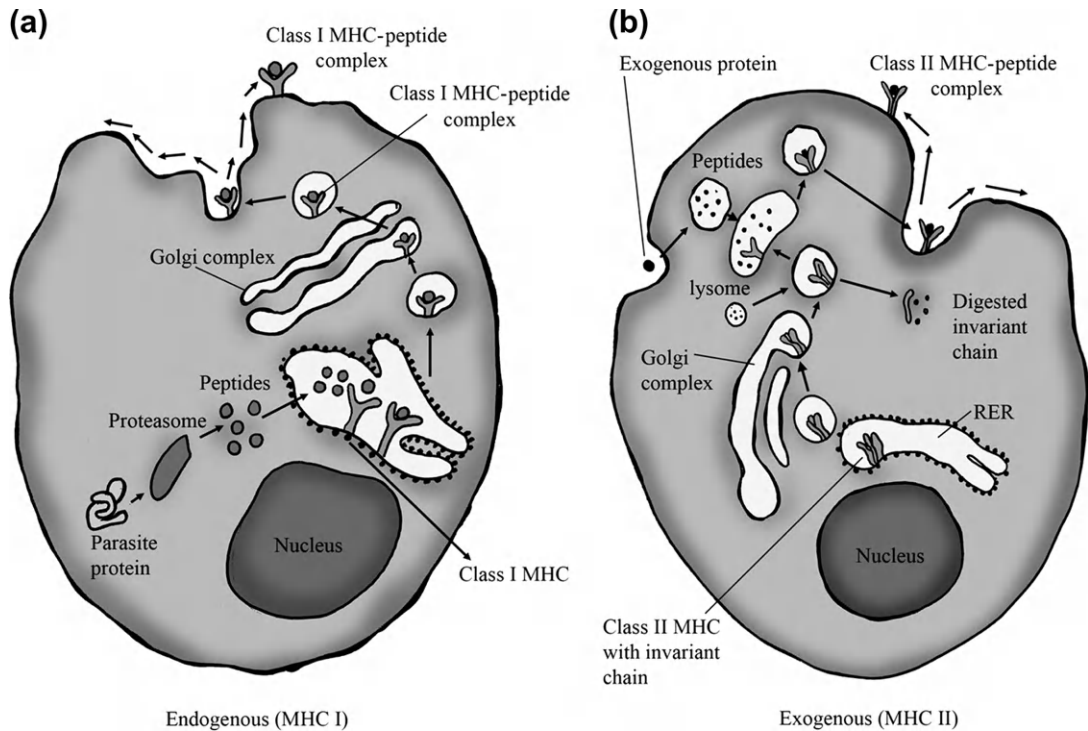 (a)
Class I MHC-peptide
complex
Class I MHC-peptide
complex
Golgi complex
Peptides
Proteasome
Parasite
protein
Nucleus
Class I MHC
Endogenous (MHC I)
(b)
Exogenous protein
Class II MHC-peptide
complex
Peptides
lysome
Digested
invariant
chain
Golgi
complex
RER
Nucleus
Class II MHC
with invariant
chain
Exogenous (MHC II)